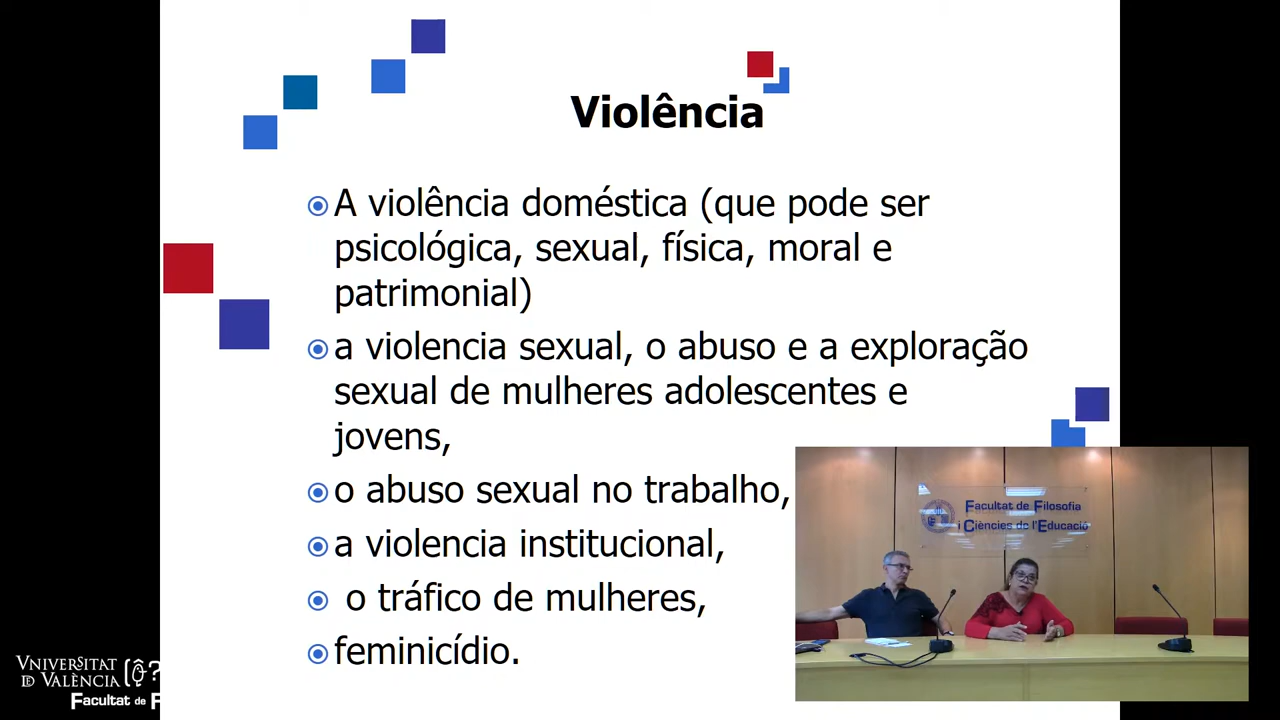 Violência
A violência doméstica (que pode ser
psicológica, sexual, física, moral e
patrimonial)
a violencia sexual, o abuso e a exploração
sexual de mulheres adolescentes e
jovens,
o abuso sexual no trabalho,
a violencia institucional,
o tráfico de mulheres,
feminicídio.
Facultat de Filosofia
i Ciències de l'Educació
VNIVERSITAT
ID VALÈNCIA
Facultat de F